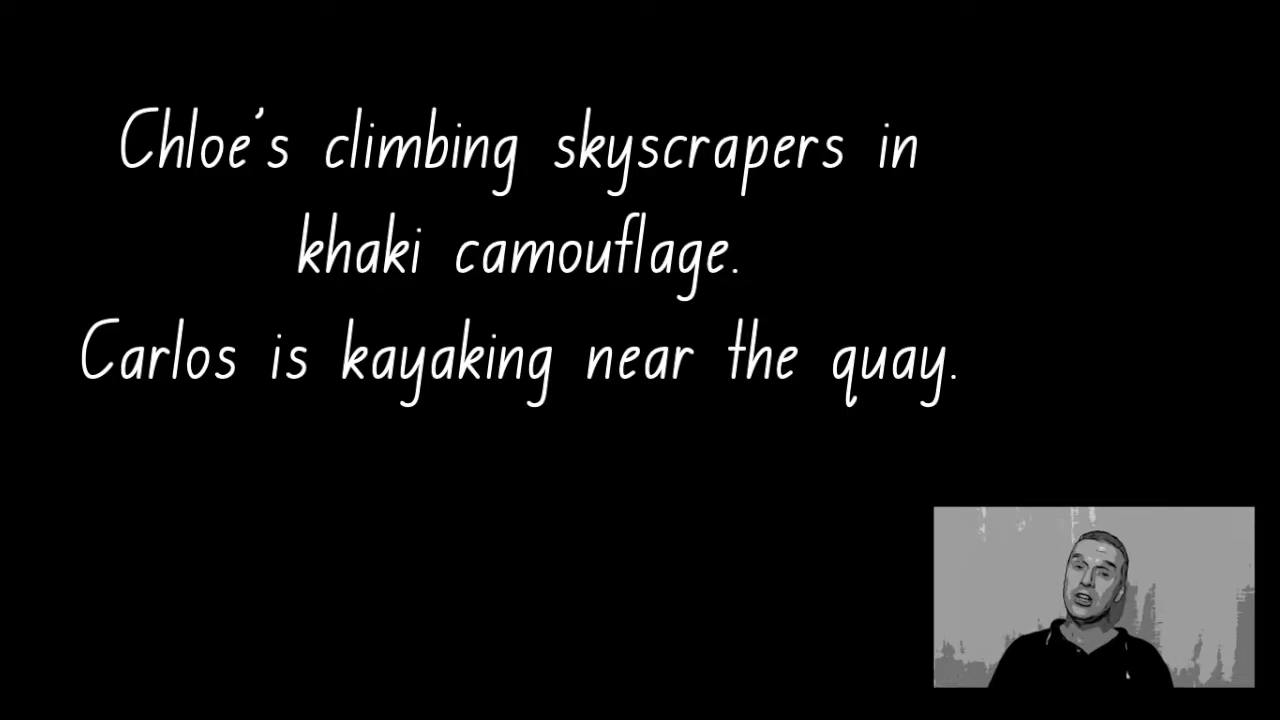 Chloe's climbing skyscrapers in
khaki camouflage.
Carlos is kayaking near the quay.